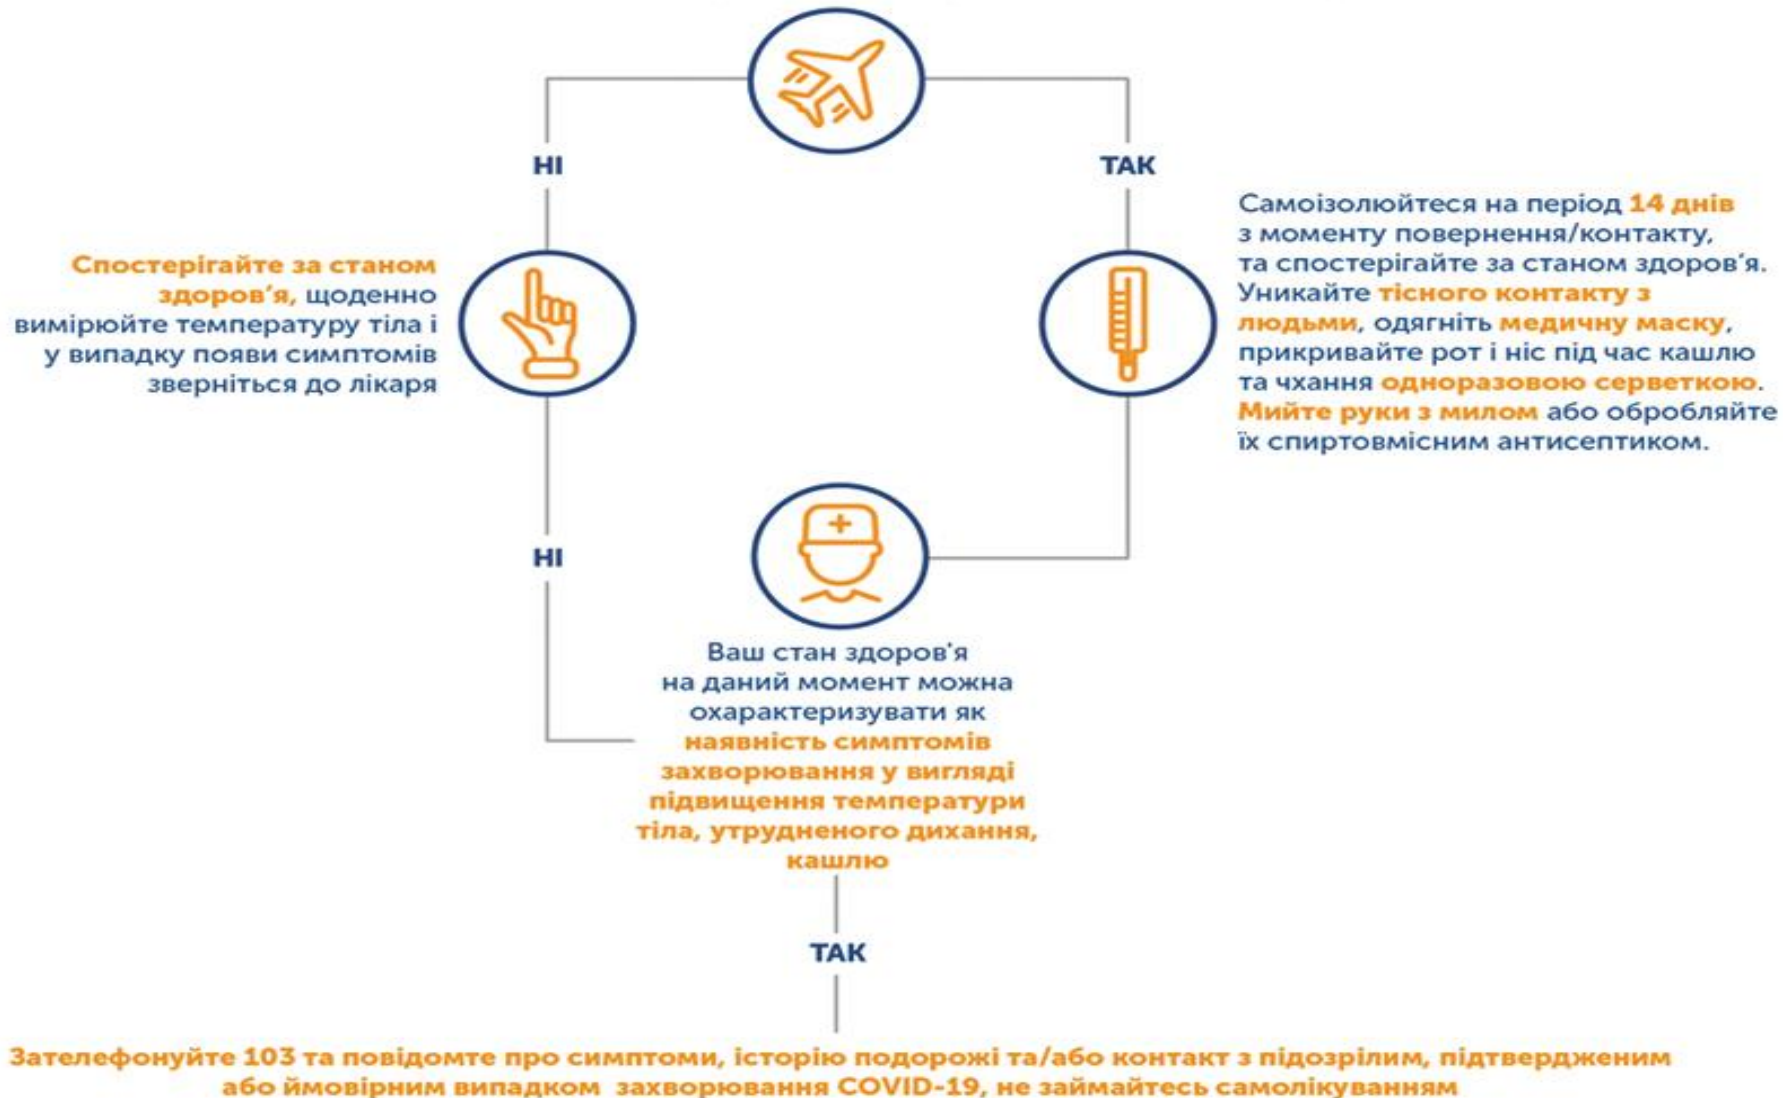 НІ
ТАК
Спостерігайте за станом
здоров’я, щоденно
вимірюйте температуру тіла і
у випадку появи симптомів
зверніться до лікаря
Самоізолюйтеся на період 14 днів
з моменту повернення/контакту,
та спостерігайте за станом здоров’я.
Уникайте тісного контакту з
людьми, одягніть медичну маску,
прикривайте рот і ніс під час кашлю
та чхання одноразовою серветкою.
Мийте руки з милом або обробляйте
їх спиртовмісним антисептиком.
НІ
Ваш стан здоров'я
на даний момент можна
охарактеризувати як
наявність симптомів
захворювання у вигляді
підвищення температури
тіла, утрудненого дихання,
кашлю
ТАК
Зателефонуйте 103 та повідомте про симптоми, історію подорожі та/або контакт з підозрілим, підтвердженим
або ймовірним випадком захворювання COVID-19, не займайтесь самолікуванням